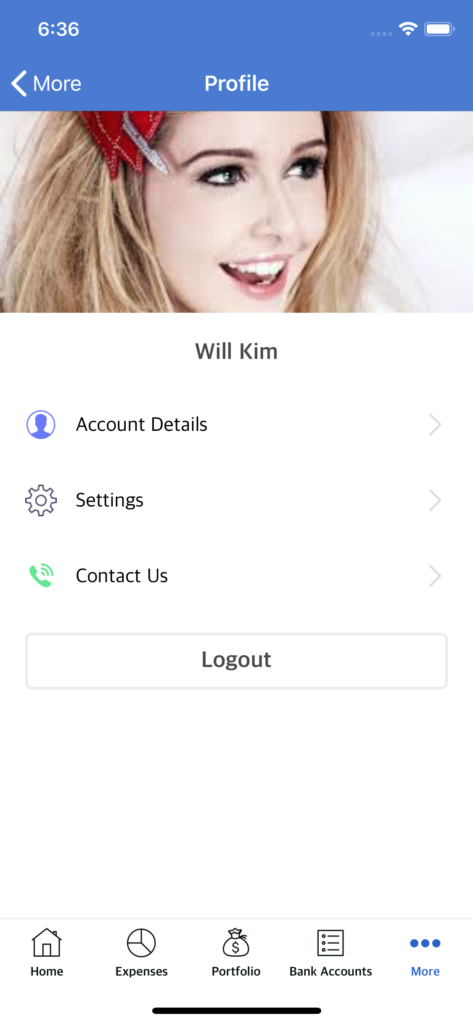 6:36
More
Profile
Will Kim
Account Details
Settings
Contact Us
Logout
Home
Expenses
Portfolio
Bank Accounts
More